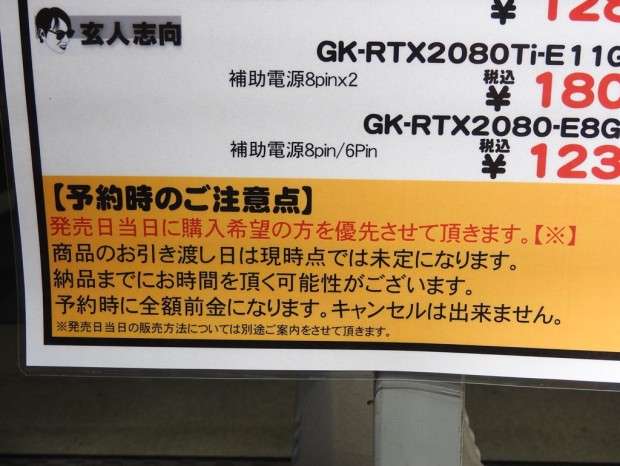 ¥128
玄人志向
GK-RTX2080Ti-E11G
補助電源8pinx2 税込 ¥180
GK-RTX2080-E8G
補助電源8pin/6Pin 税込 ¥123
【予約時のご注意点】
発売日当日に購入希望の方を優先させて頂きます。【※】
商品のお引き渡し日は現時点では未定になります。
納品までにお時間を頂く可能性がございます。
予約時に全額前金になります。キャンセルは出来ません。
※発売日当日の販売方法については別途ご案内をさせて頂きます。